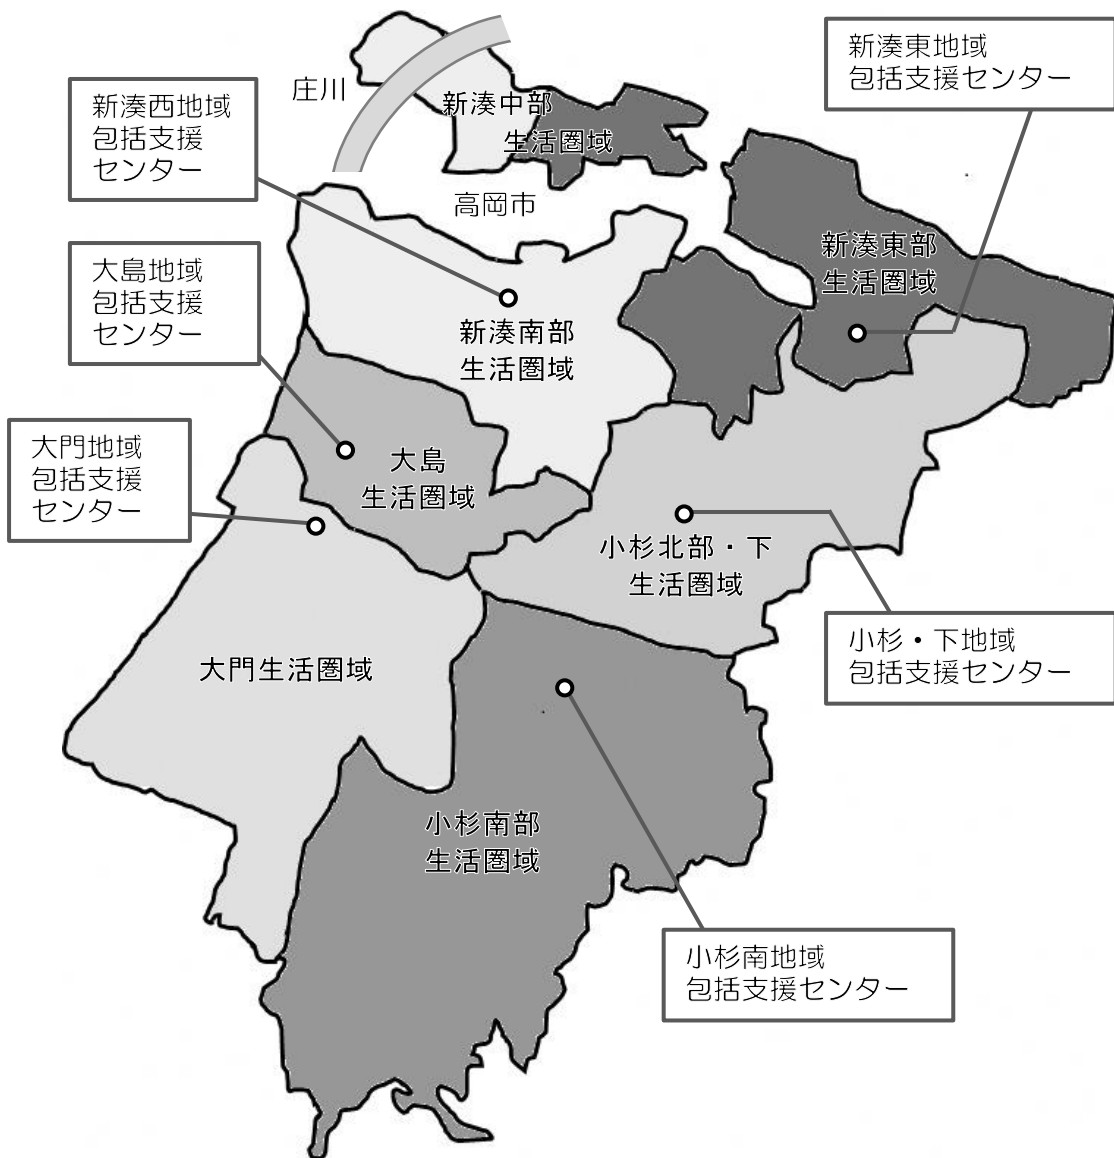 新湊東地域
包括支援センター
庄川
新湊西地域
包括支援
センター
新湊中部
生活圏域
高岡市
大島地域
包括支援
センター
新湊東部
生活圏域
新湊南部
生活圏域
大門地域
包括支援
センター
大島
生活圏域
小杉北部・下
生活圏域
小杉・下地域
包括支援センター
大門生活圏域
小杉南部
生活圏域
小杉南地域
包括支援センター